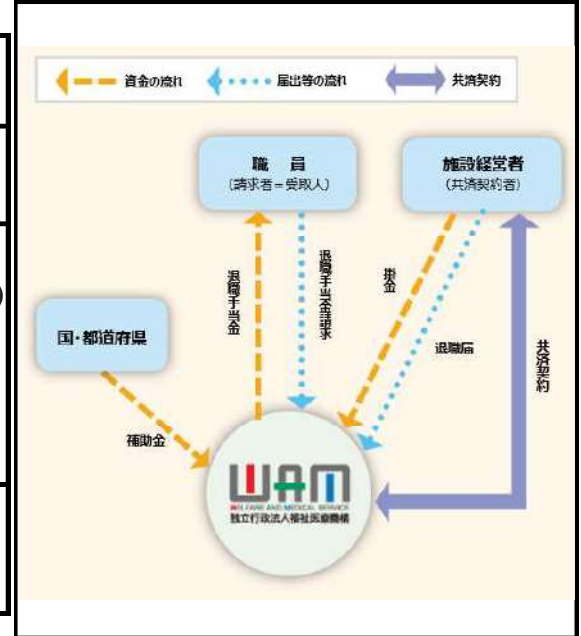 資金の流れ
届出等の流れ
共済契約
職 員
(請求者=受取人)
施設経営者
(共済契約者)
退職手当金
退職手当金請求
掛金
退職届
共済契約
国・都道府県
補助金
WAM
WELFARE AND MEDICAL SERVICE
独立行政法人福祉医療機構
)